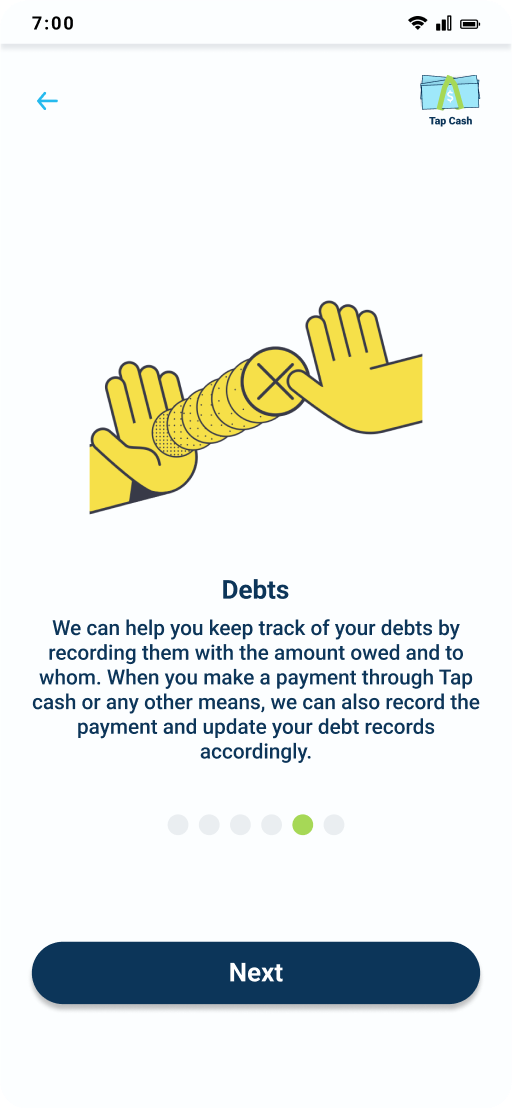 7:00
$
Tap Cash
Debts
We can help you keep track of your debts by
recording them with the amount owed and to
whom. When you make a payment through Tap
cash or any other means, we can also record the
payment and update your debt records
accordingly.
Next